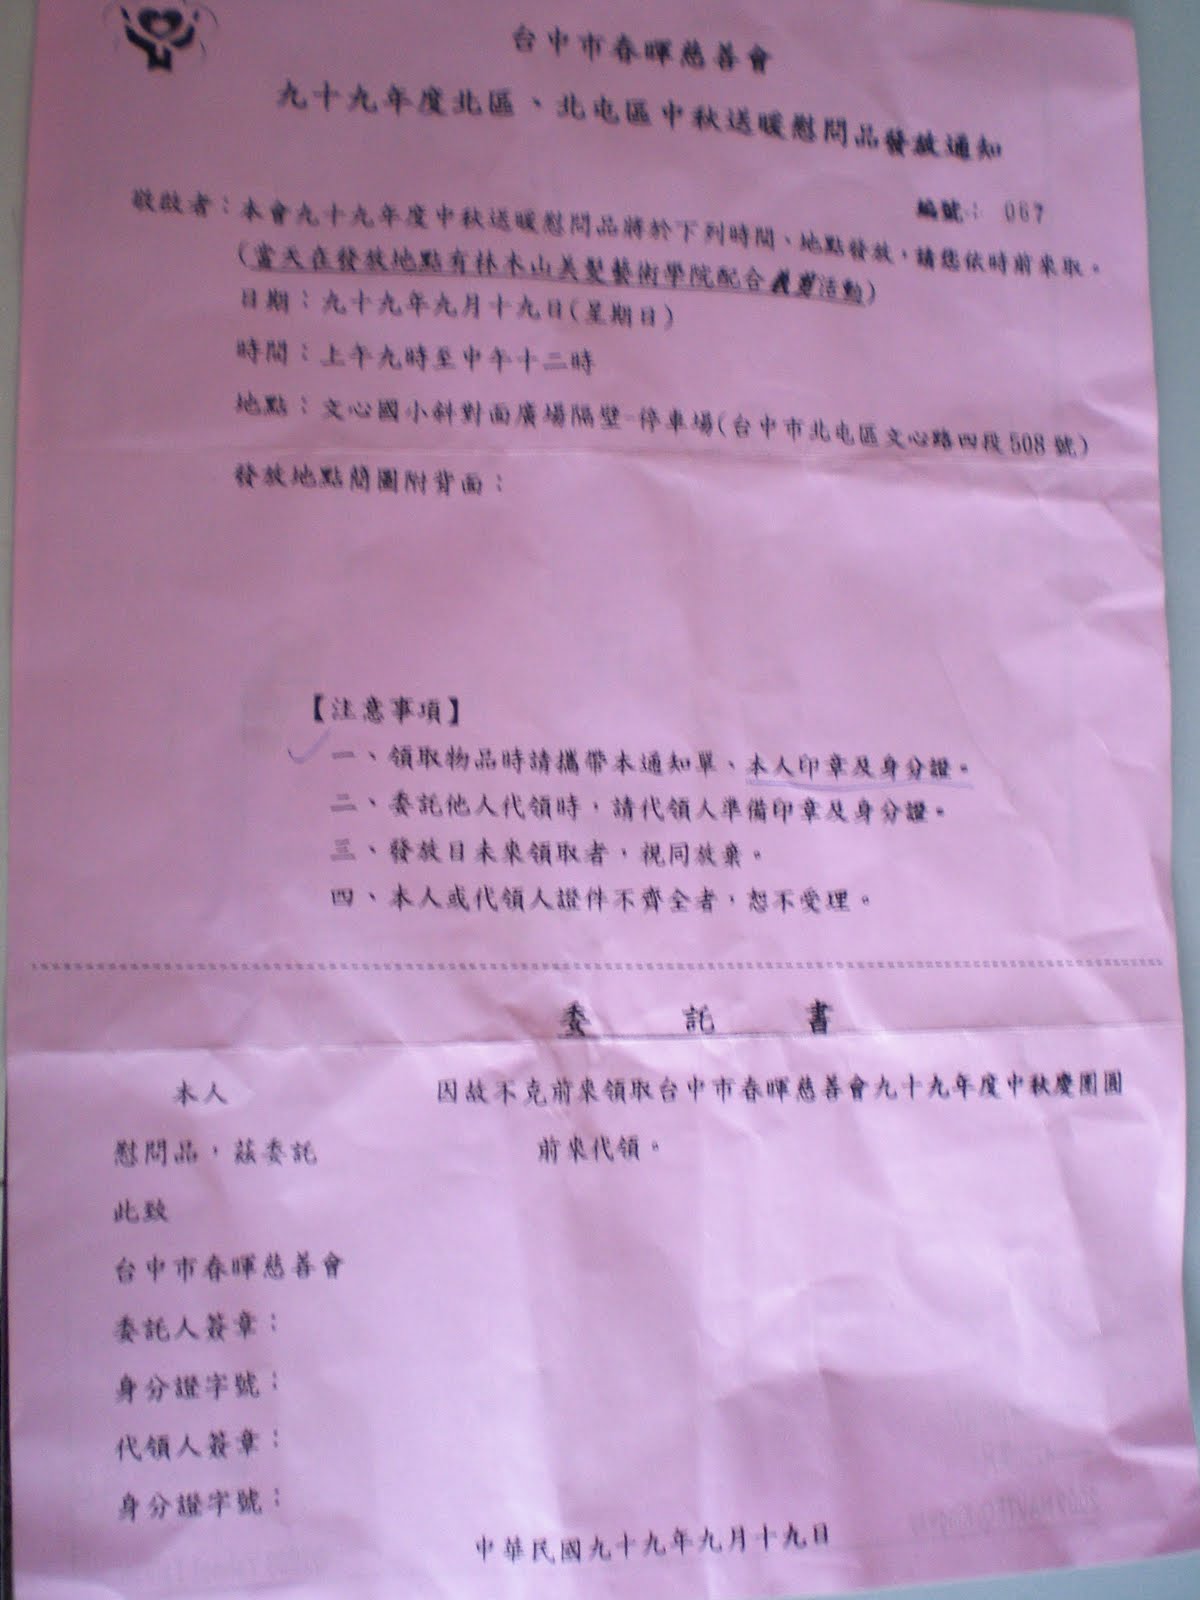 台中市春暉慈善會
九十九年度北區、北屯區中秋送暖慰問品發放通知
編號： 067
敬啟者：本會九十九年度中秋送暖慰問品將於下列時間、地點發放，請您依時前來取。
(當天在發放地點有林木山美髮藝術學院配合義剪活動)
日期：九十九年九月十九日(星期日)
時間：上午九時至中午十二時
地點：文心國小斜對面廣場隔壁-停車場(台中市北屯區文心路四段508號)
發放地點簡圖附背面：
【注意事項】
一、領取物品時請攜帶本通知單、本人印章及身分證。
二、委託他人代領時，請代領人準備印章及身分證。
三、發放日未來領取者，視同放棄。
四、本人或代領人證件不齊全者，恕不受理。
委 託 書
本人 因故不克前來領取台中市春暉慈善會九十九年度中秋慶團圓
慰問品，茲委託 前來代領。
此致
台中市春暉慈善會
委託人簽章：
身分證字號：
代領人簽章：
身分證字號：
中華民國九十九年九月十九日